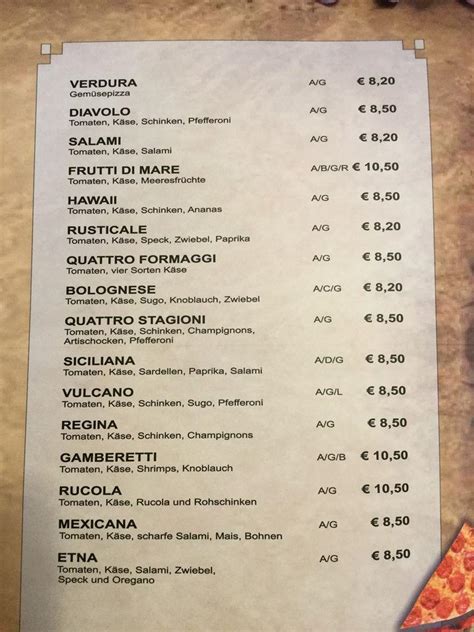 VERDURA A/G € 8,20
Gemüsepizza
DIAVOLO A/G € 8,50
Tomaten, Käse, Schinken, Pfefferoni
SALAMI A/G € 8,20
Tomaten, Käse, Salami
FRUTTI DI MARE A/B/G/R € 10,50
Tomaten, Käse, Meeresfrüchte
HAWAII A/G € 8,50
Tomaten, Käse, Schinken, Ananas
RUSTICALE A/G € 8,20
Tomaten, Käse, Speck, Zwiebel, Paprika
QUATTRO FORMAGGI A/G € 8,50
Tomaten, vier Sorten Käse
BOLOGNESE A/C/G € 8,20
Tomaten, Käse, Sugo, Knoblauch, Zwiebel
QUATTRO STAGIONI A/G € 8,50
Tomaten, Käse, Schinken, Champignons,
Artischocken, Pfefferoni
SICILIANA A/D/G € 8,50
Tomaten, Käse, Sardellen, Paprika, Salami
VULCANO A/G/L € 8,50
Tomaten, Käse, Schinken, Sugo, Pfefferoni
REGINA A/G € 8,50
Tomaten, Käse, Schinken, Champignons
GAMBERETTI A/G/B € 10,50
Tomaten, Käse, Shrimps, Knoblauch
RUCOLA A/G € 10,50
Tomaten, Käse, Rucola und Rohschinken
MEXICANA A/G € 8,50
Tomaten, Käse, scharfe Salami, Mais, Bohnen
ETNA A/G € 8,50
Tomaten, Käse, Salami, Zwiebel,
Speck und Oregano